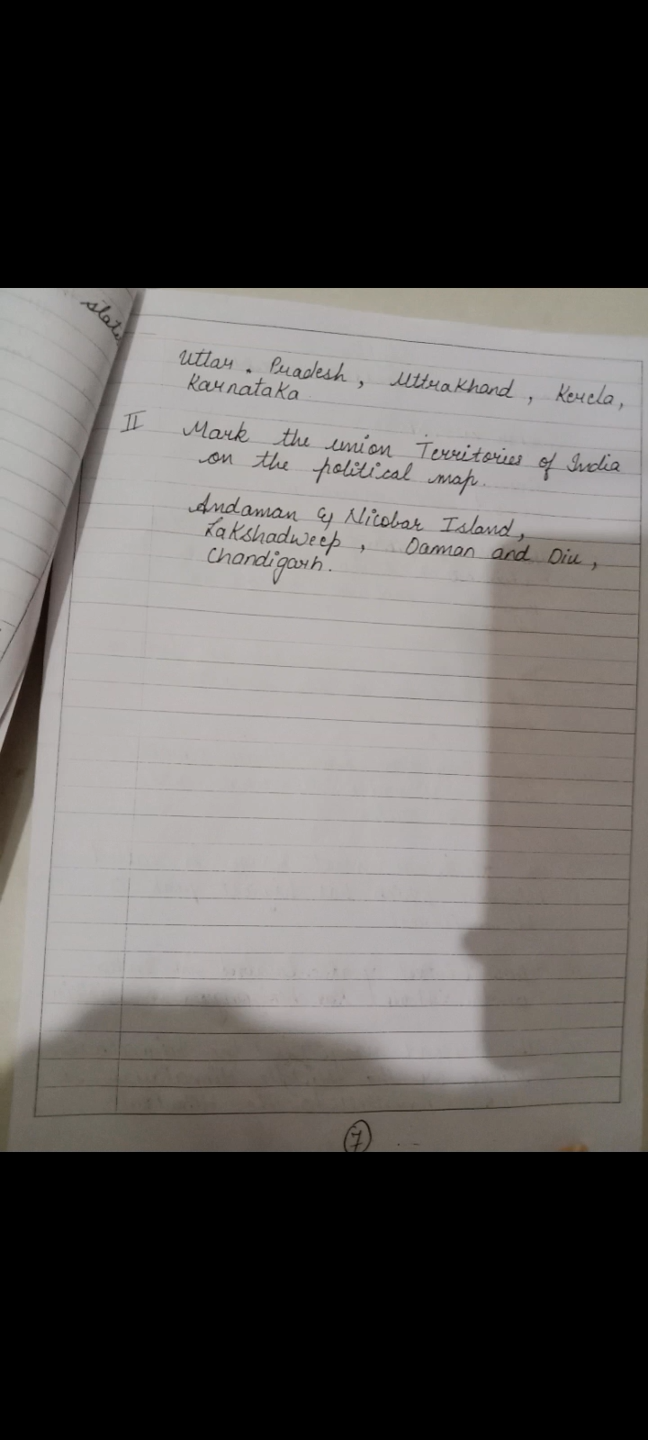 state
Uttar. Pradesh, Uttrakhand, Kerela,
Karnataka
II Mark the union Territories of India
on the political map.
Andaman & Nicobar Island,
Lakshadweep, Daman and Diu,
Chandigarh.
7